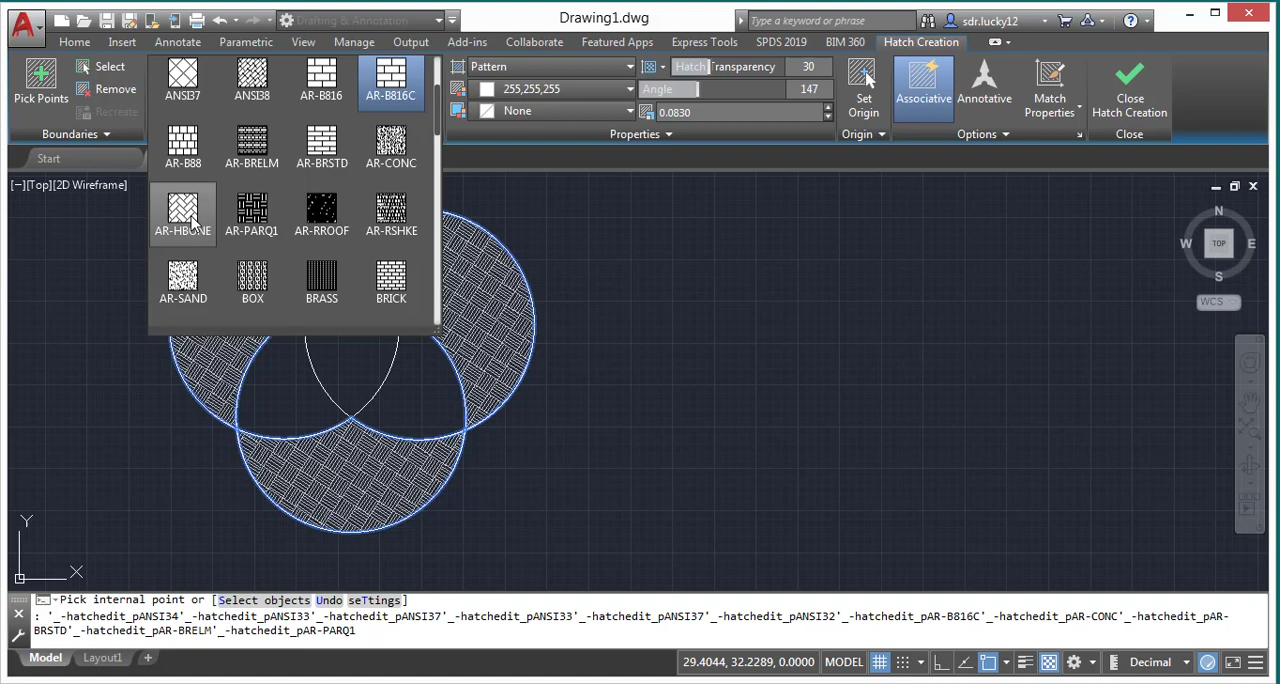 Drafting & Annotation
Drawing1.dwg
Type a keyword or phrase
sdr.lucky12
Home Insert Annotate Parametric View Manage Output Add-ins Collaborate Featured Apps Express Tools SPDS 2019 BIM 360 Hatch Creation
Pick Points
Select
Remove
Recreate
Boundaries
ANSI37 ANSI38 AR-B816 AR-B816C
AR-B88 AR-BRELM AR-BRSTD AR-CONC
AR-HBONE AR-PARQ1 AR-RROOF AR-RSHKE
AR-SAND BOX BRASS BRICK
Pattern
255,255,255
None
Hatch Transparency 30
Angle 147
0.0830
Properties
Set
Origin
Origin
Associative Annotative Match
Properties
Options
Close
Hatch Creation
Close
Start
[−][Top][2D Wireframe]
N
W TOP E
S
WCS
Y
X
Pick internal point or [Select objects Undo seTtings]
: '_-hatchedit_pANSI34'_-hatchedit_pANSI33'_-hatchedit_pANSI37'_-hatchedit_pANSI33'_-hatchedit_pANSI37'_-hatchedit_pANSI32'_-hatchedit_pAR-B816C'_-hatchedit_pAR-CONC'_-hatchedit_pAR-
BRSTD'_-hatchedit_pAR-BRELM'_-hatchedit_pAR-PARQ1
Model Layout1 +
29.4044, 32.2289, 0.0000 MODEL Decimal